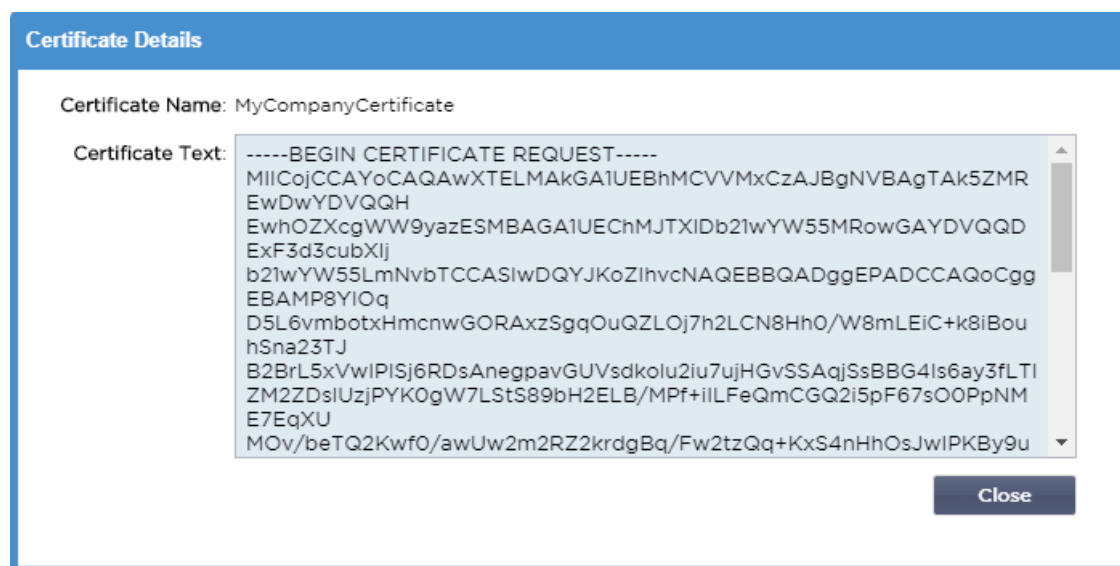 Certificate Details
Certificate Name: MyCompanyCertificate
Certificate Text: -----BEGIN CERTIFICATE REQUEST-----
MIICojCCAYoCAQAwXTELMAkGA1UEBhMCVVMxCzAJBgNVBAgTAk5ZMR
EwDwYDVQQH
EwhOZXcgWW9yazESMBAGA1UEChMJTXlDb21wYW55MRowGAYDVQQD
ExF3d3cubXlj
b21wYW55LmNvbTCCASIwDQYJKoZIhvcNAQEBBQADggEPADCCAQoCgg
EBAMP8YIOq
D5L6vmbotxHmcnwGORAxzSgqOuQZLOj7h2LCN8Hh0/W8mLEiC+k8iBou
hSna23TJ
B2BrL5xVwIPISj6RDsAnegpavGUVsdkolu2iu7ujHGvSSAqjSsBBG4Is6ay3fLTI
ZM2ZDsIUzjPYK0gW7LStS89bH2ELB/MPf+iILFeQmCGQ2i5pF67sO0PpNM
E7EqXU
MOv/beTQ2Kwf0/awUw2m2RZ2krdgBq/Fw2tzQq+KxS4nHhOsJwIPKBy9u
Close